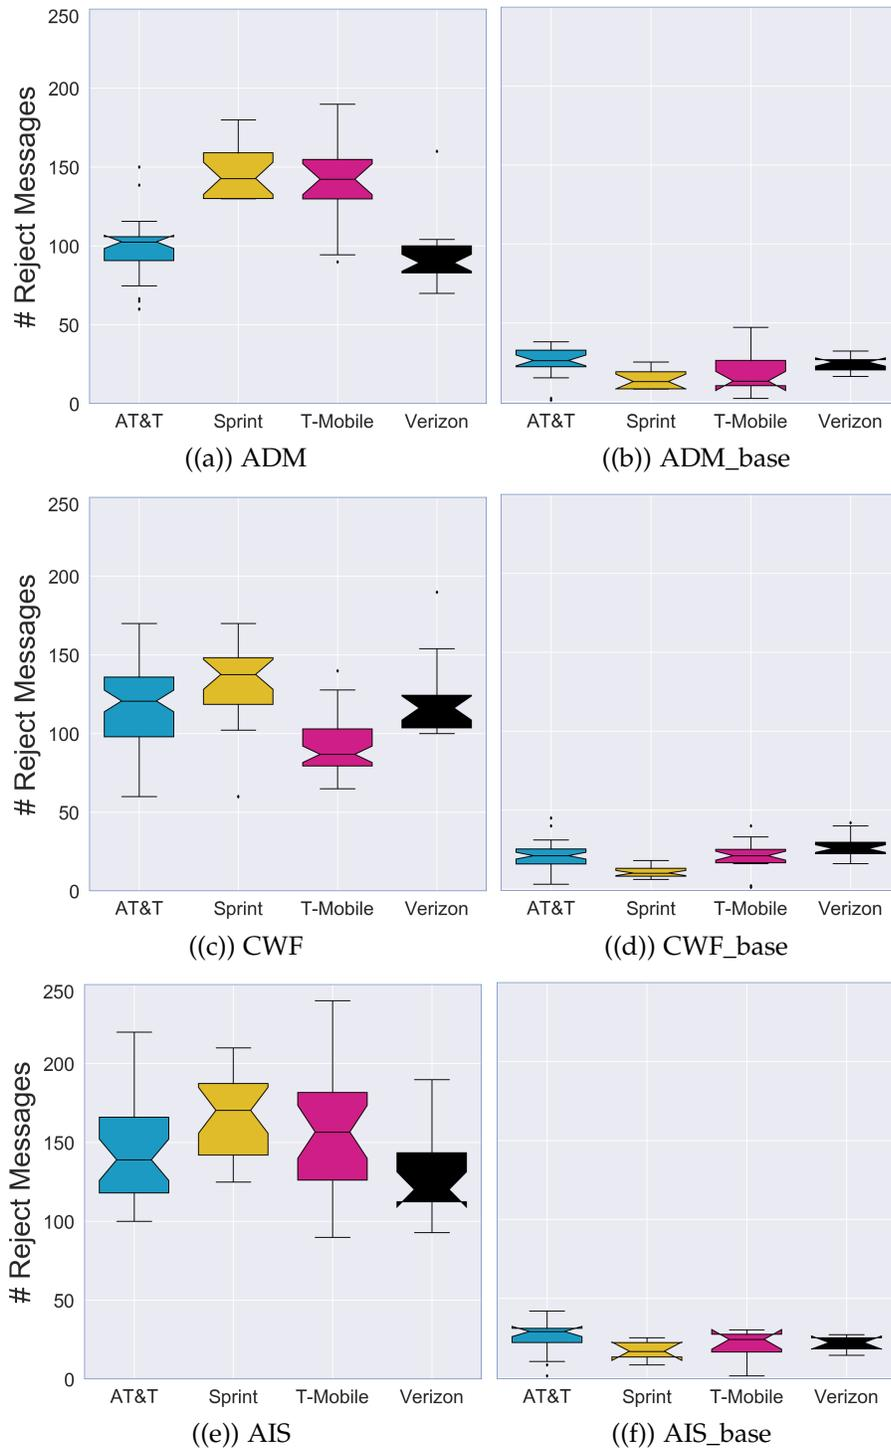 250
200
150
100
50
0
# Reject Messages
AT&T Sprint T-Mobile Verizon
AT&T Sprint T-Mobile Verizon
((a)) ADM
((b)) ADM_base
250
200
150
100
50
0
# Reject Messages
AT&T Sprint T-Mobile Verizon
AT&T Sprint T-Mobile Verizon
((c)) CWF
((d)) CWF_base
250
200
150
100
50
0
# Reject Messages
AT&T Sprint T-Mobile Verizon
AT&T Sprint T-Mobile Verizon
((e)) AIS
((f)) AIS_base